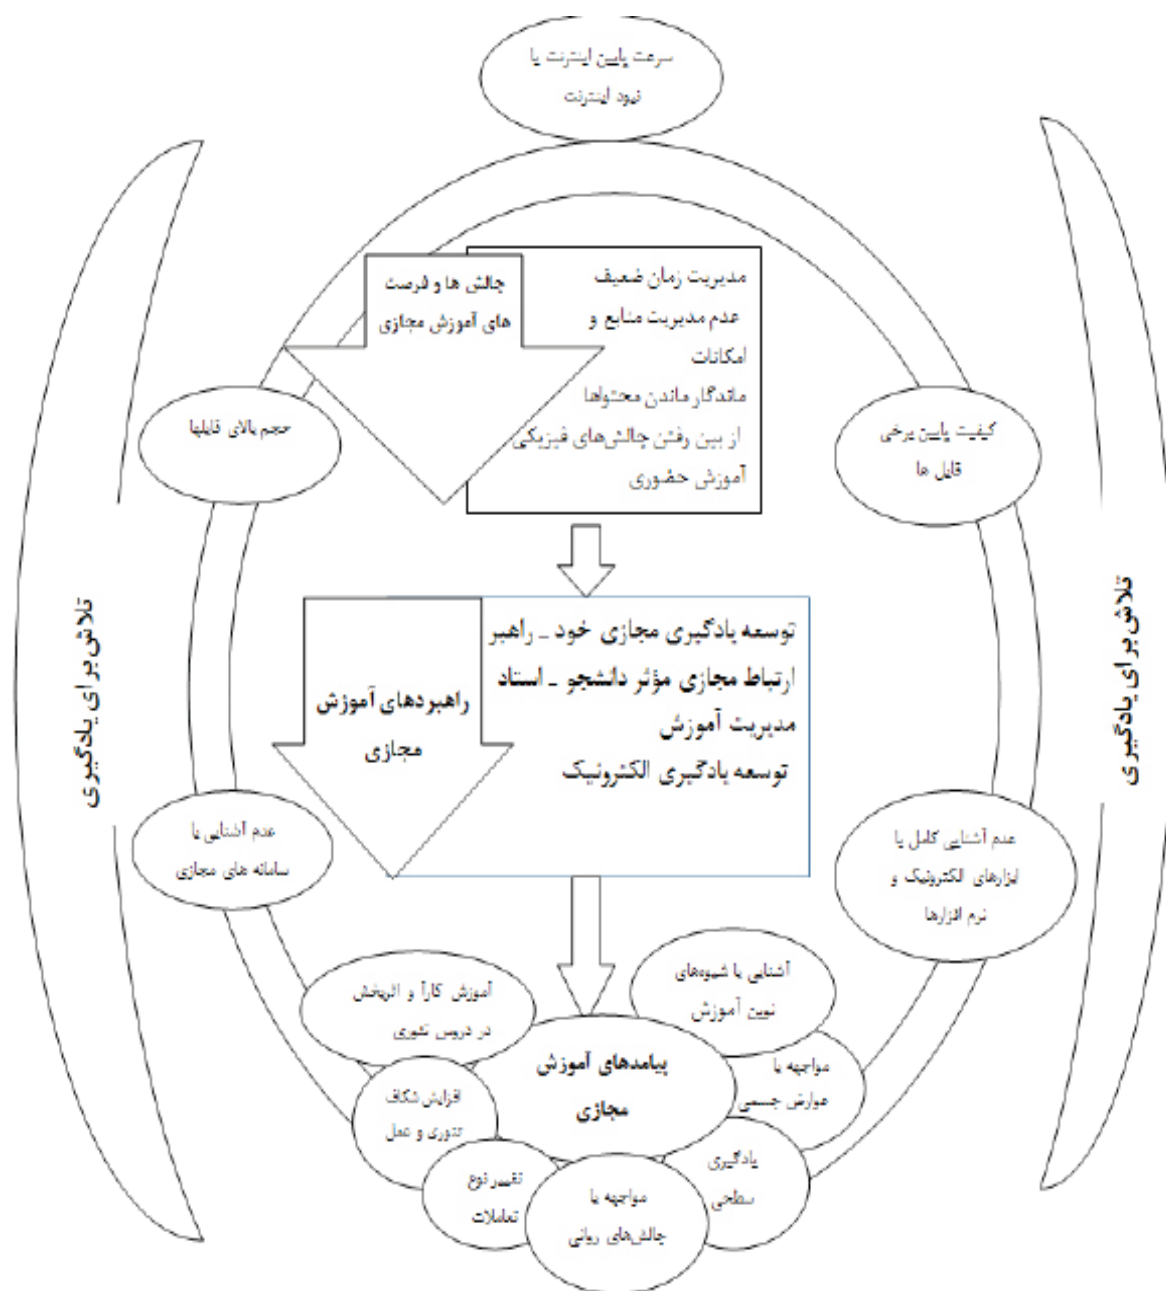 سرعت پایین اینترنت یا
نبود اینترنت
چالش ها و فرصت
های آموزش مجازی
مدیریت زمان ضعیف
عدم مدیریت منابع و
امکانات
ماندگار ماندن محتواها
از بین رفتن چالش‌های فیزیکی
آموزش حضوری
کیفیت پایین برخی
فایل ها
حجم بالای فایلها
تلاش برای یادگیری
تلاش برای یادگیری
توسعه یادگیری مجازی خود ـ راهبر
ارتباط مجازی مؤثر دانشجو ـ استاد
مدیریت آموزش
توسعه یادگیری الکترونیک
راهبردهای آموزش
مجازی
عدم آشنایی کامل با
ابزارهای الکترونیک و
نرم افزارها
عدم آشنایی با
سامانه های مجازی
آشنایی با شیوه‌های
نوین آموزش
آموزش کارآ و اثربخش
در دروس تئوری
پیامدهای آموزش
مجازی
مواجهه با
عوارض جسمی
افزایش شکاف
تئوری و عمل
یادگیری
سطحی
تغییر نوع
تعاملات
مواجهه با
چالش‌های روانی